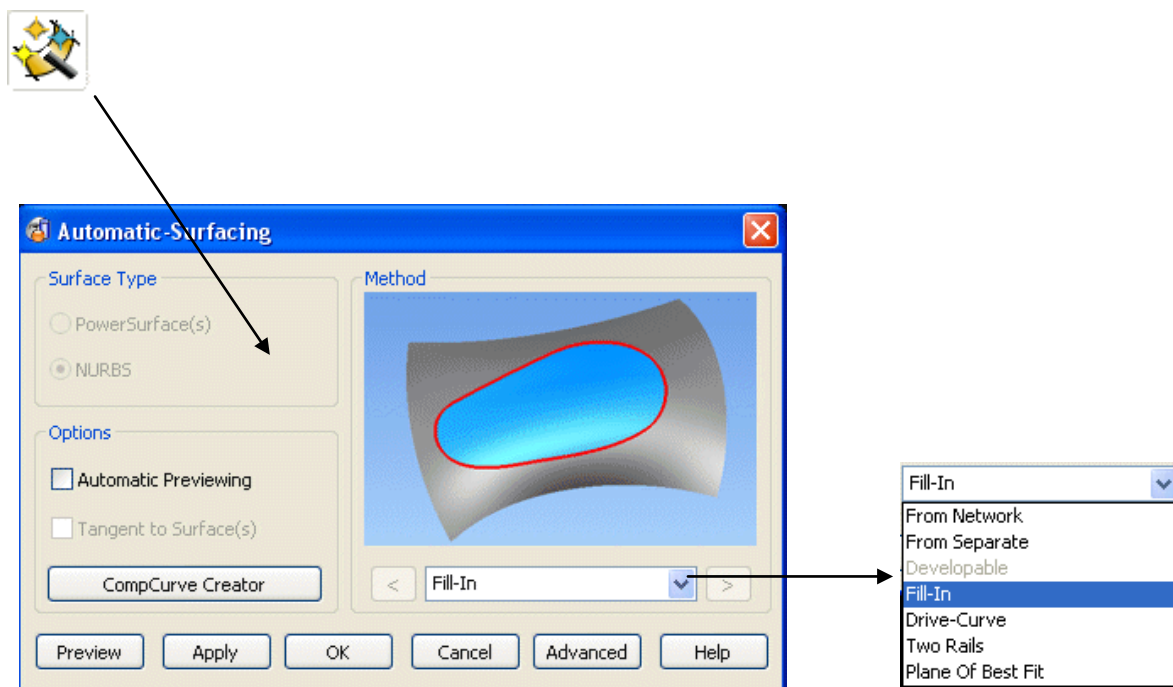 Automatic-Surfacing
Surface Type
PowerSurface(s)
NURBS
Options
Automatic Previewing
Tangent to Surface(s)
CompCurve Creator
Method
< Fill-In >
Preview Apply OK Cancel Advanced Help
Fill-In
From Network
From Separate
Developable
Fill-In
Drive-Curve
Two Rails
Plane Of Best Fit